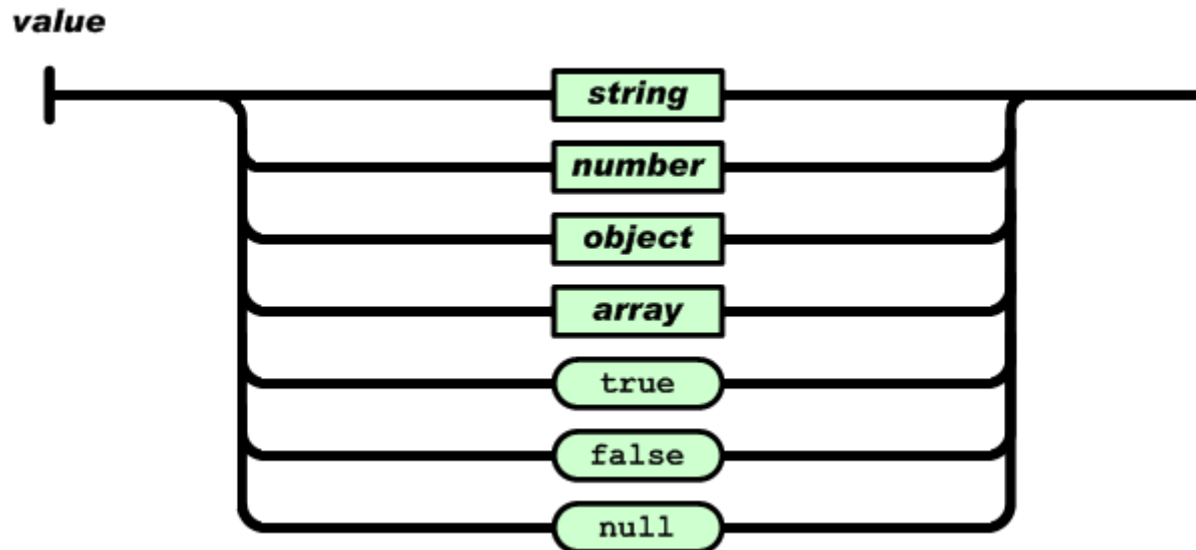 value
string
number
object
array
true
false
null